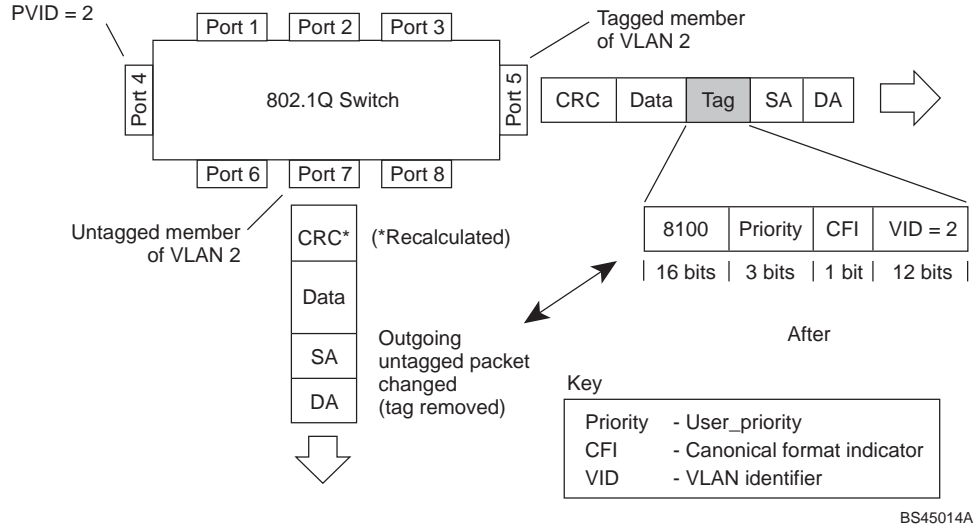 PVID = 2
Port 1
Port 2
Port 3
Tagged member
of VLAN 2
Port 4
802.1Q Switch
Port 5
CRC
Data
Tag
SA
DA
Port 6
Port 7
Port 8
Untagged member
of VLAN 2
CRC*
(*Recalculated)
8100
Priority
CFI
VID = 2
16 bits
3 bits
1 bit
12 bits
Data
SA
DA
Outgoing
untagged packet
changed
(tag removed)
After
Key
Priority - User_priority
CFI - Canonical format indicator
VID - VLAN identifier
BS45014A